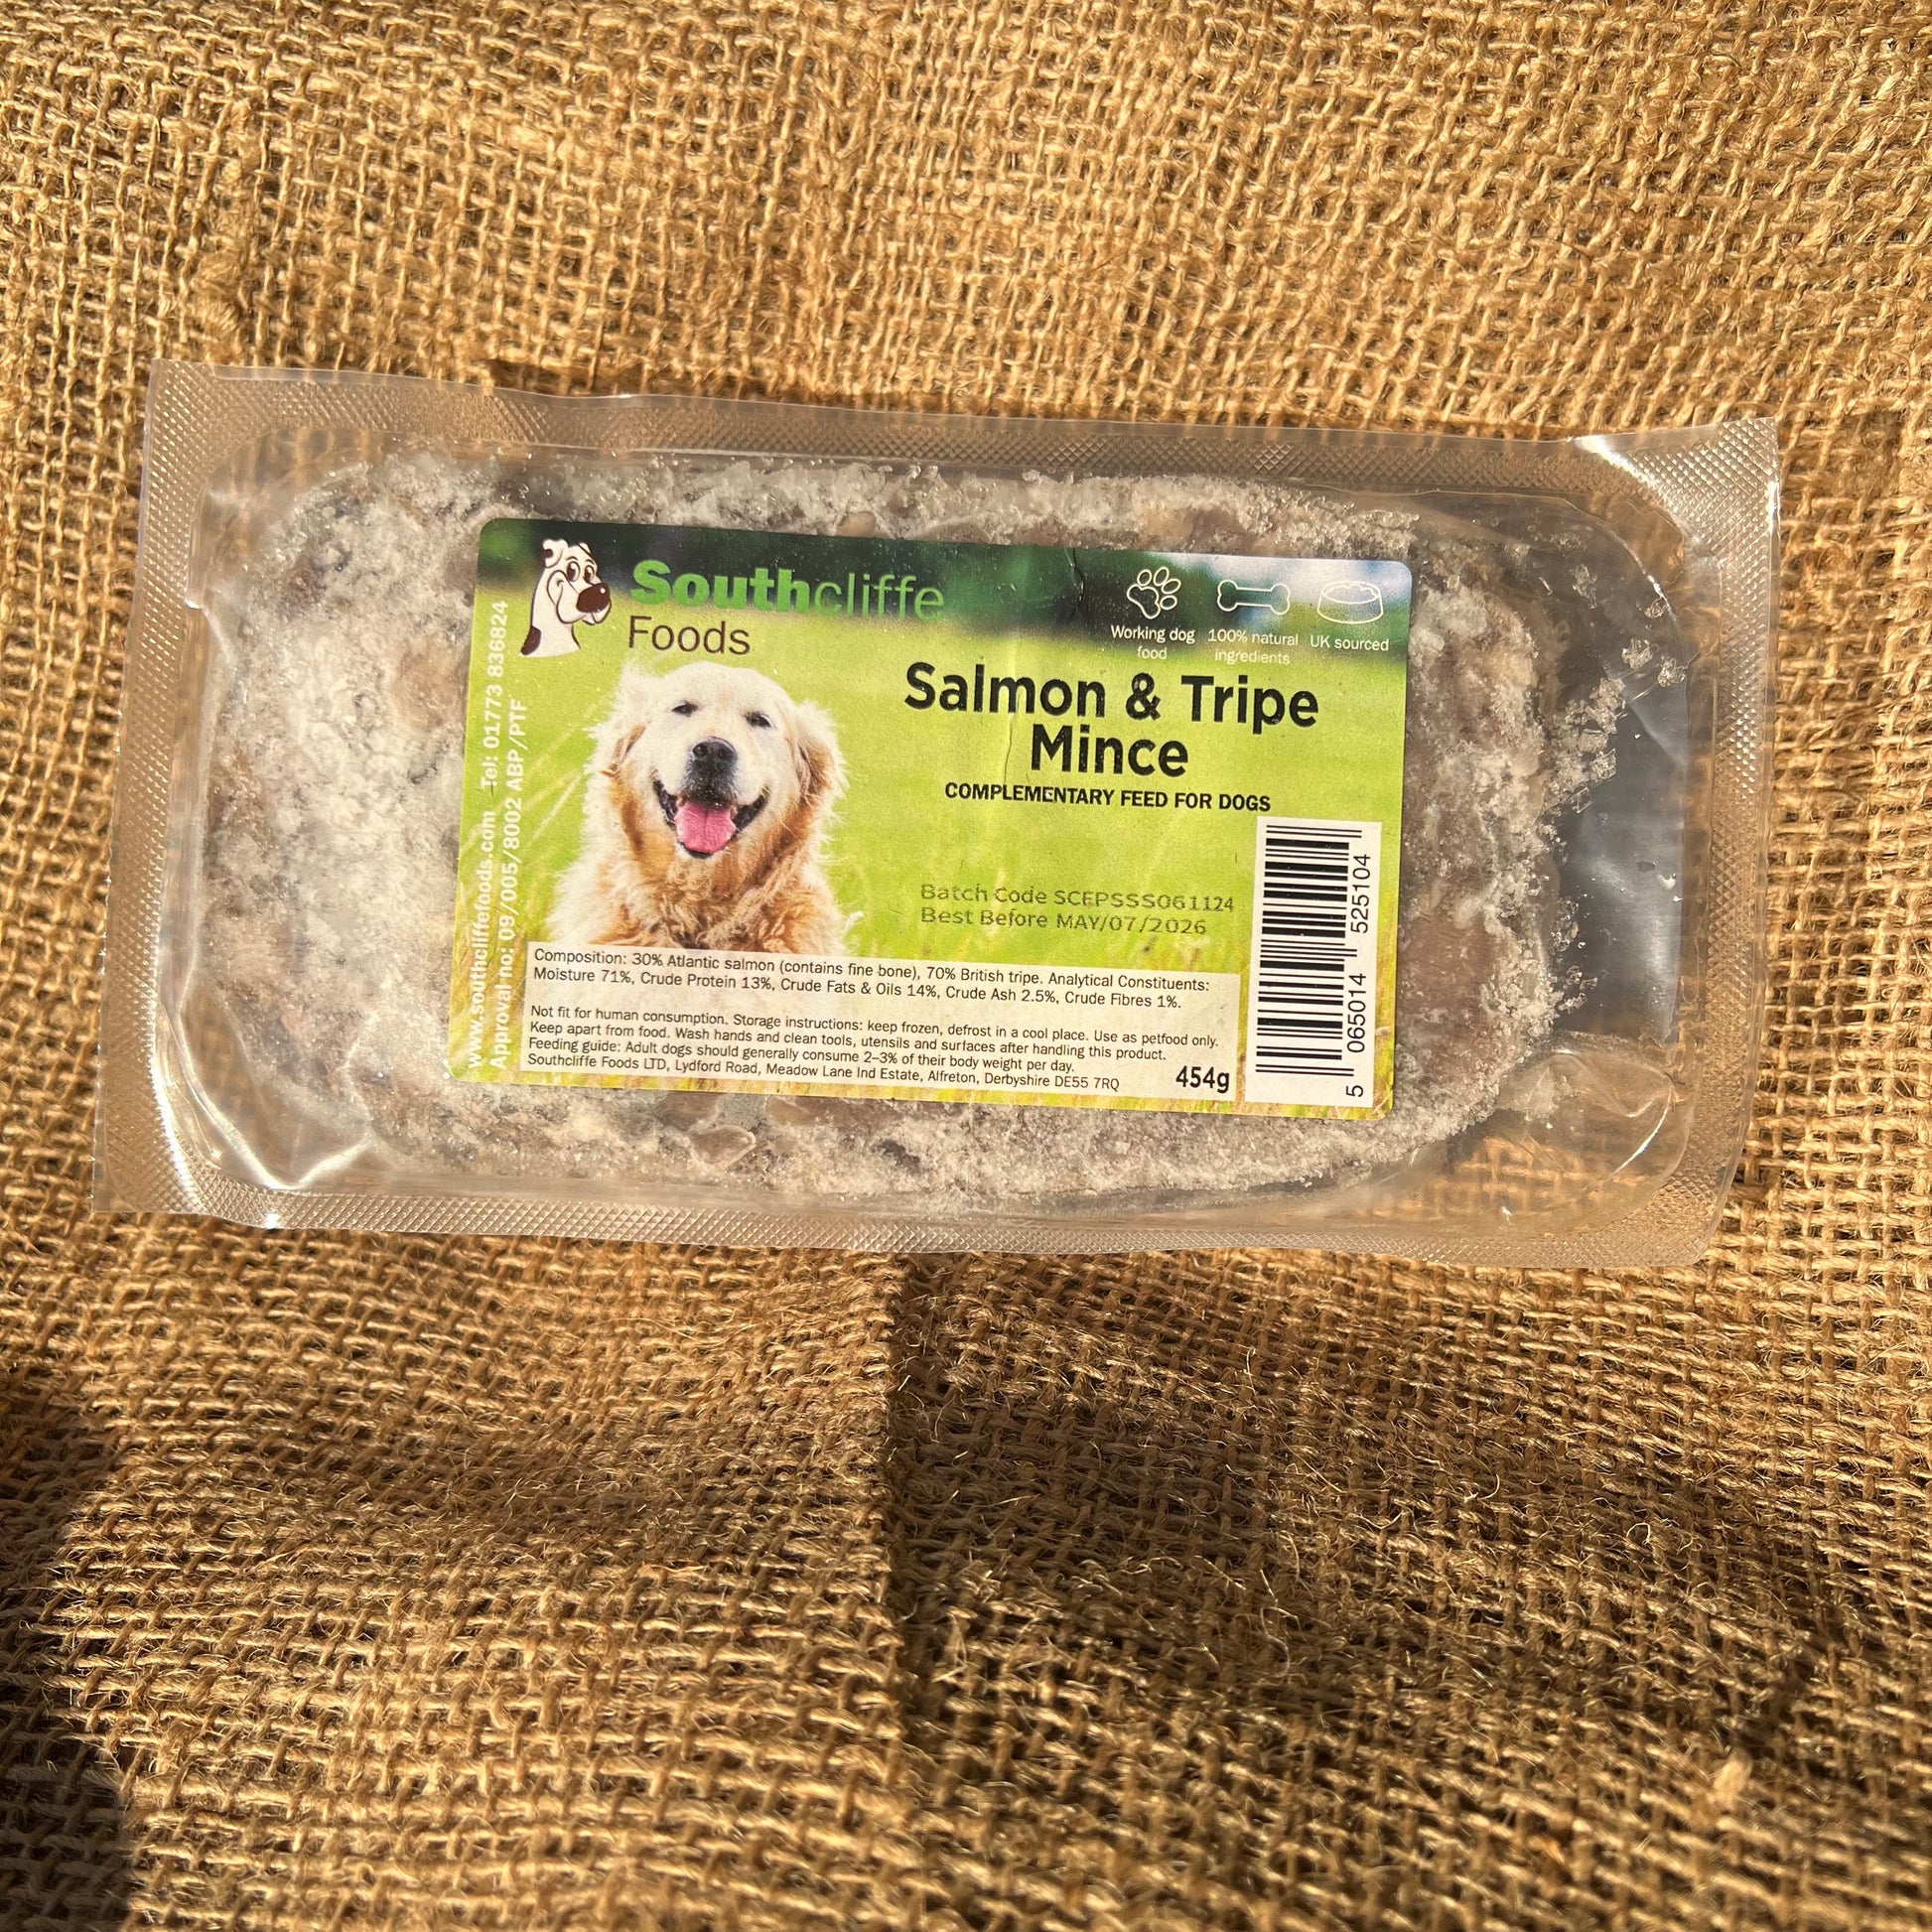 Southcliffe
Foods
Working dog
food
100% natural
ingredients
UK sourced
Salmon & Tripe
Mince
COMPLEMENTARY FEED FOR DOGS
Batch Code SCFPSSS061124
Best Before MAY/07/2026
Composition: 30% Atlantic salmon (contains fine bone), 70% British tripe. Analytical Constituents:
Moisture 71%, Crude Protein 13%, Crude Fats & Oils 14%, Crude Ash 2.5%, Crude Fibres 1%.
Not fit for human consumption. Storage instructions: keep frozen, defrost in a cool place. Use as petfood only.
Keep apart from food. Wash hands and clean tools, utensils and surfaces after handling this product.
Feeding guide: Adult dogs should generally consume 2–3% of their body weight per day.
Southcliffe Foods LTD, Lydford Road, Meadow Lane Ind Estate, Alfreton, Derbyshire DE55 7RQ
454g
5 065014 525104
www.southcliffefoods.com Tel: 01773 836824
Approval no: 09/005/8002 ABP/PTF